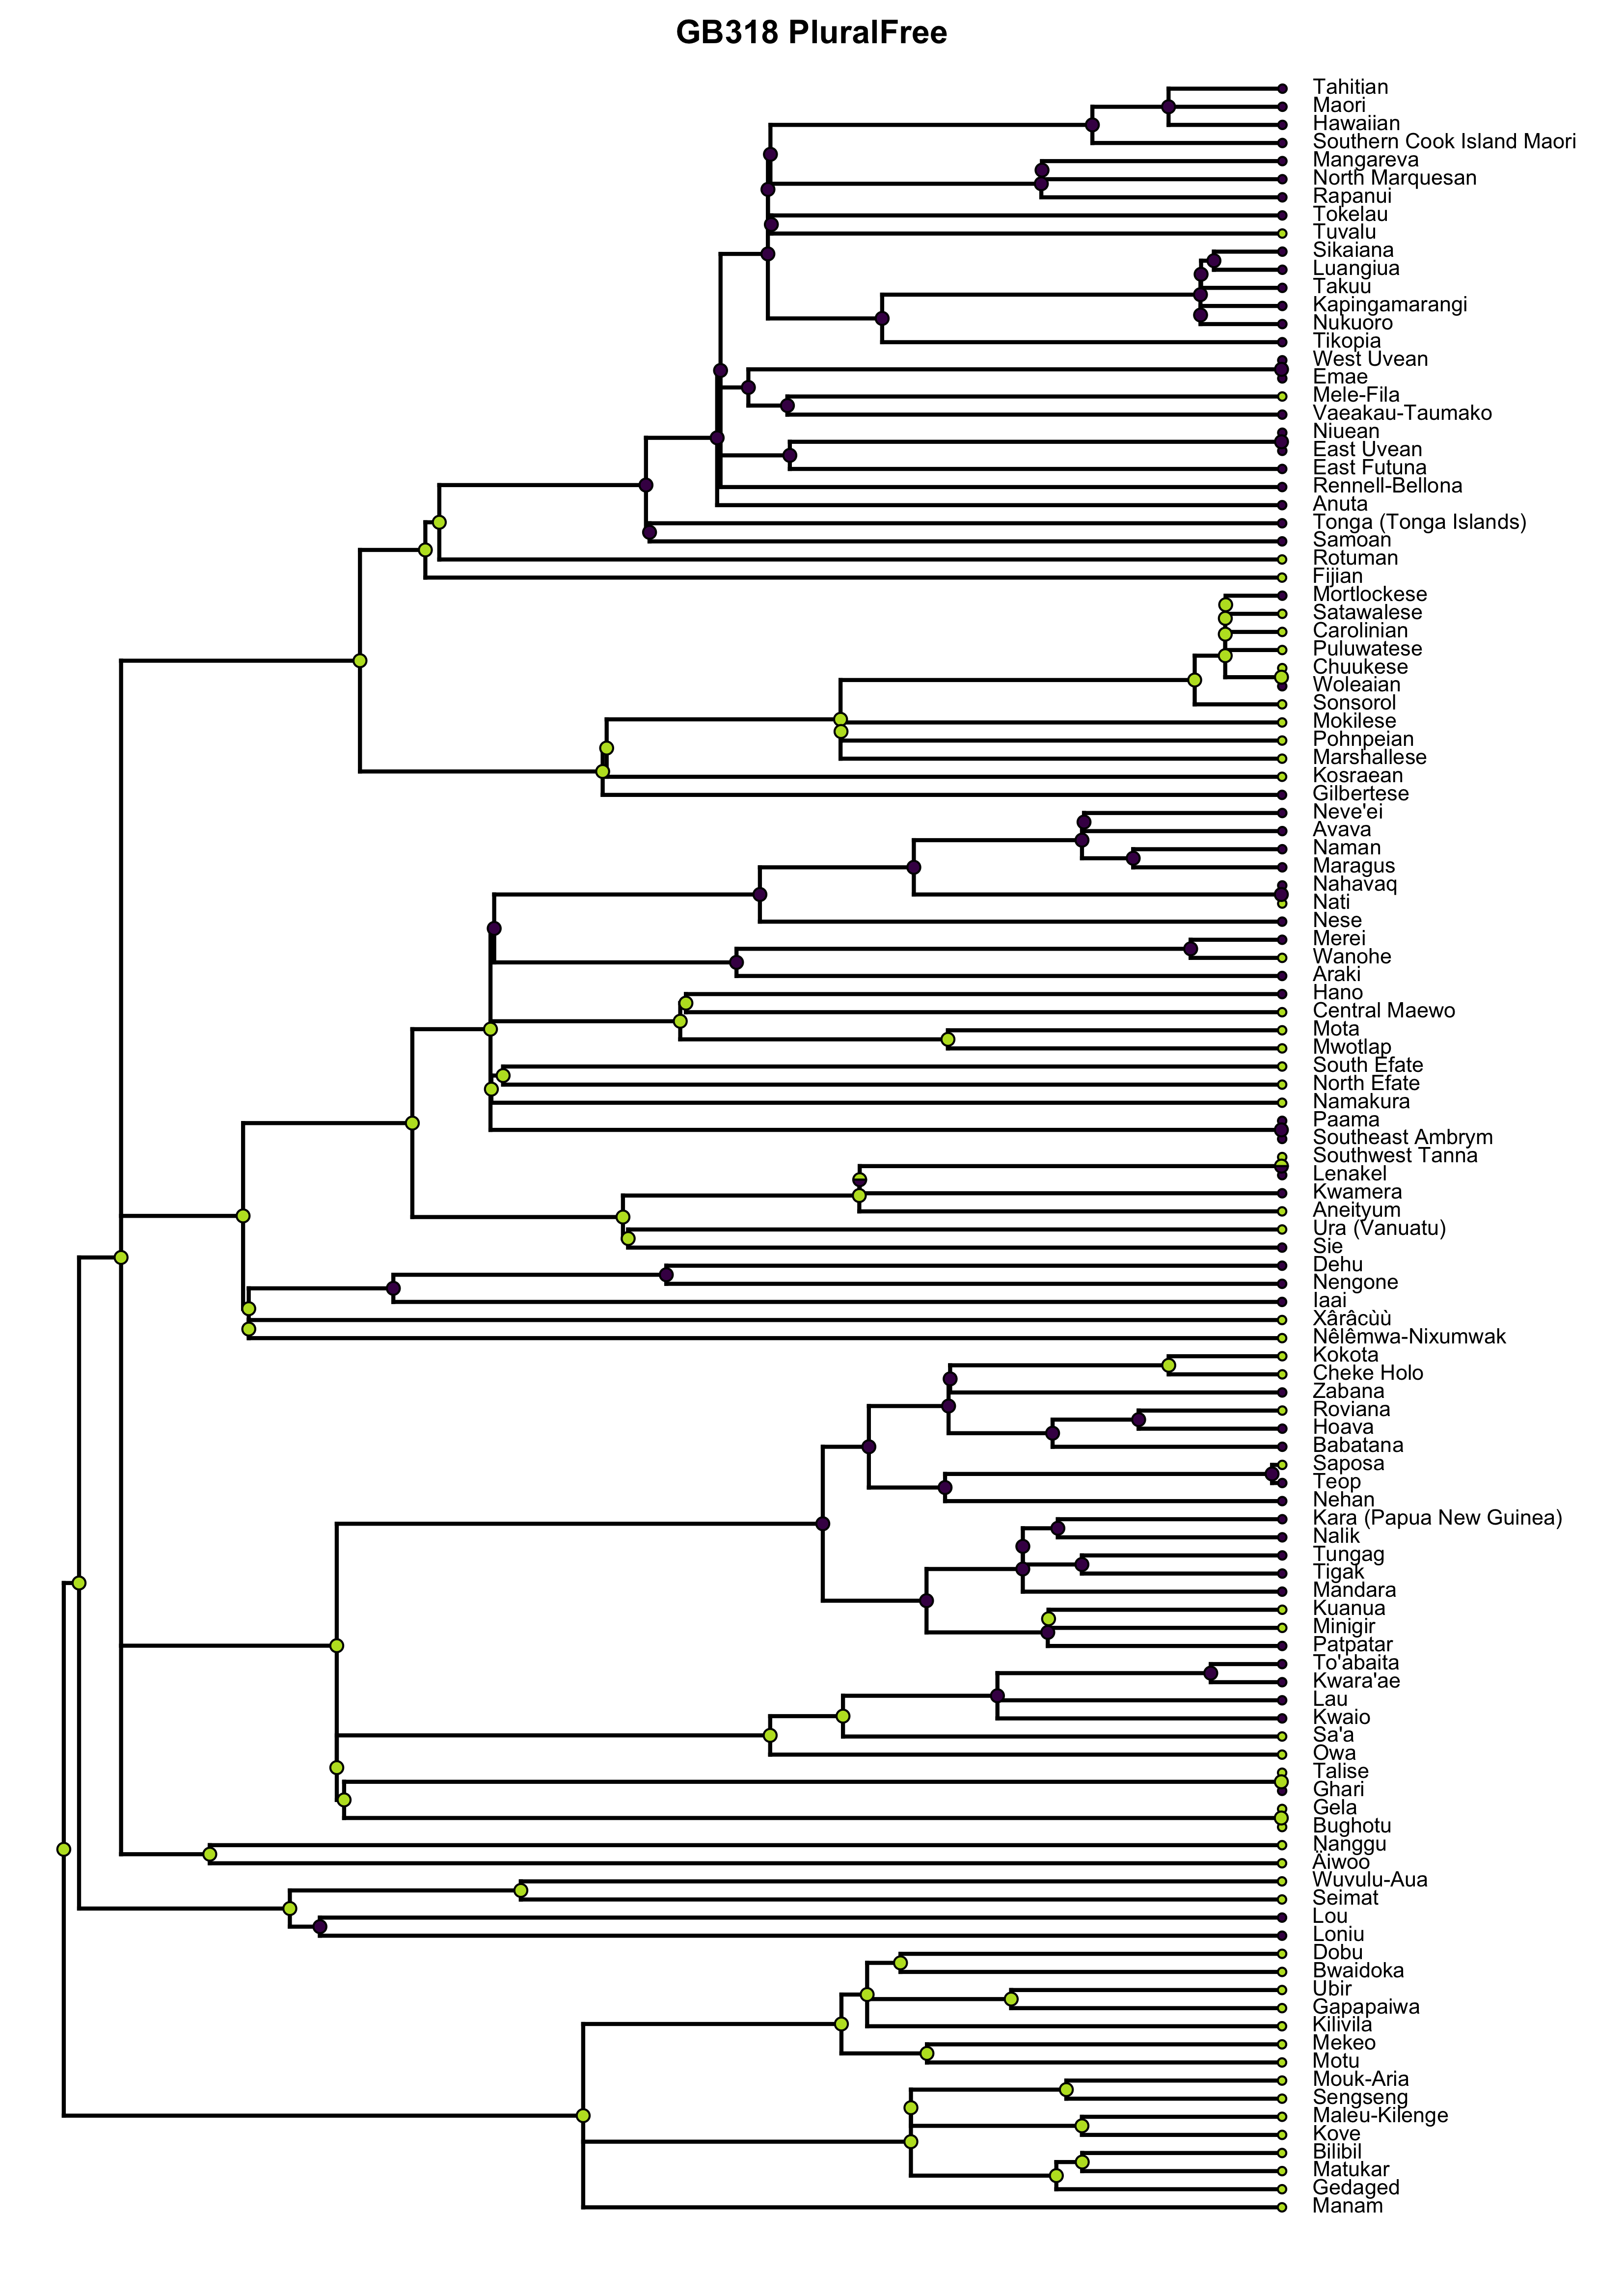 GB318 PluralFree
Tahitian
Maori
Hawaiian
Southern Cook Island Maori
Mangareva
North Marquesan
Rapanui
Tokelau
Tuvalu
Sikaiana
Luangiua
Takuu
Kapingamarangi
Nukuoro
Tikopia
West Uvean
Emae
Mele-Fila
Vaeakau-Taumako
Niuean
East Uvean
East Futuna
Rennell-Bellona
Anuta
Tonga (Tonga Islands)
Samoan
Rotuman
Fijian
Mortlockese
Satawalese
Carolinian
Puluwatese
Chuukese
Woleaian
Sonsorol
Mokilese
Pohnpeian
Marshallese
Kosraean
Gilbertese
Neve'ei
Avava
Naman
Maragus
Nahavaq
Nati
Nese
Merei
Wanohe
Araki
Hano
Central Maewo
Mota
Mwotlap
South Efate
North Efate
Namakura
Paama
Southeast Ambrym
Southwest Tanna
Lenakel
Kwamera
Aneityum
Ura (Vanuatu)
Sie
Dehu
Nengone
Iaai
Xârâcùù
Nêlêmwa-Nixumwak
Kokota
Cheke Holo
Zabana
Roviana
Hoava
Babatana
Saposa
Teop
Nehan
Kara (Papua New Guinea)
Nalik
Tungag
Tigak
Mandara
Kuanua
Minigir
Patpatar
To'abaita
Kwara'ae
Lau
Kwaio
Sa'a
Owa
Talise
Ghari
Gela
Bughotu
Nanggu
Äiwoo
Wuvulu-Aua
Seimat
Lou
Loniu
Dobu
Bwaidoka
Ubir
Gapapaiwa
Kilivila
Mekeo
Motu
Mouk-Aria
Sengseng
Maleu-Kilenge
Kove
Bilibil
Matukar
Gedaged
Manam